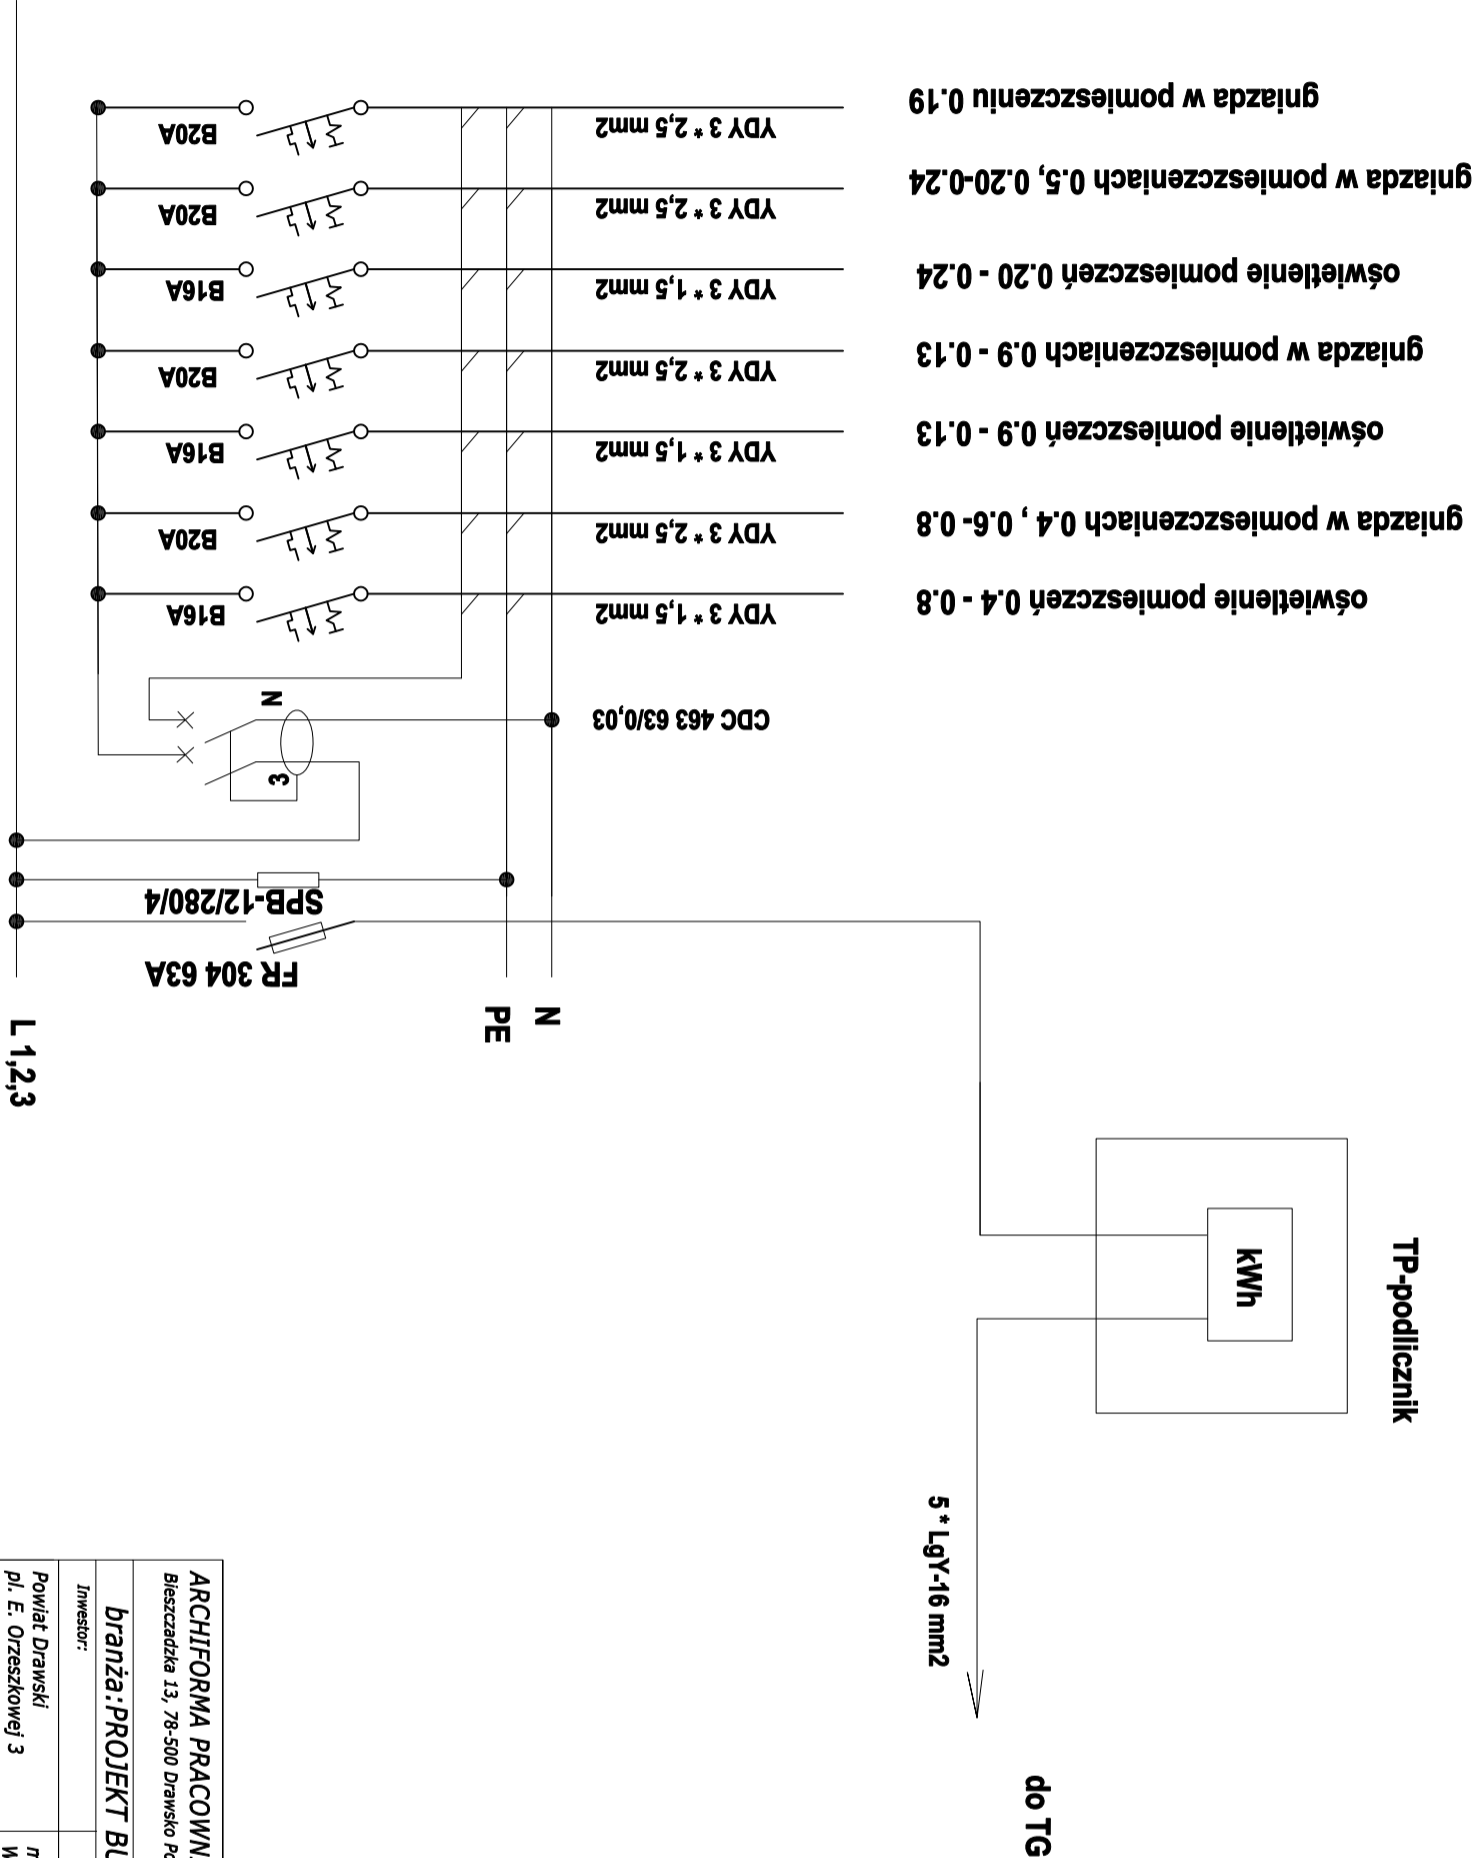 gniazda w pomieszczeniu 0.19
YDY 3 * 2,5 mm2
B20A
gniazda w pomieszczeniach 0.5, 0.20-0.24
YDY 3 * 2,5 mm2
B20A
oświetlenie pomieszczeń 0.20 - 0.24
YDY 3 * 1,5 mm2
B16A
gniazda w pomieszczeniach 0.9 - 0.13
YDY 3 * 2,5 mm2
B20A
oświetlenie pomieszczeń 0.9 - 0.13
YDY 3 * 1,5 mm2
B16A
gniazda w pomieszczeniach 0.4 , 0.6- 0.8
YDY 3 * 2,5 mm2
B20A
oświetlenie pomieszczeń 0.4 - 0.8
YDY 3 * 1,5 mm2
B16A
N
CDC 463 63/0,03
3
SPB-12/280/4
FR 304 63A
N
PE
L 1,2,3
TP-podlicznik
kWh
5 * LgY-16 mm2
do TG
ARCHIFORMA PRACOWN
Bieszczadzka 13, 78-500 Drawsko
branża:PROJEKT
Inwestor:
Powiat Drawski
pl. E. Orzeszkowej 3